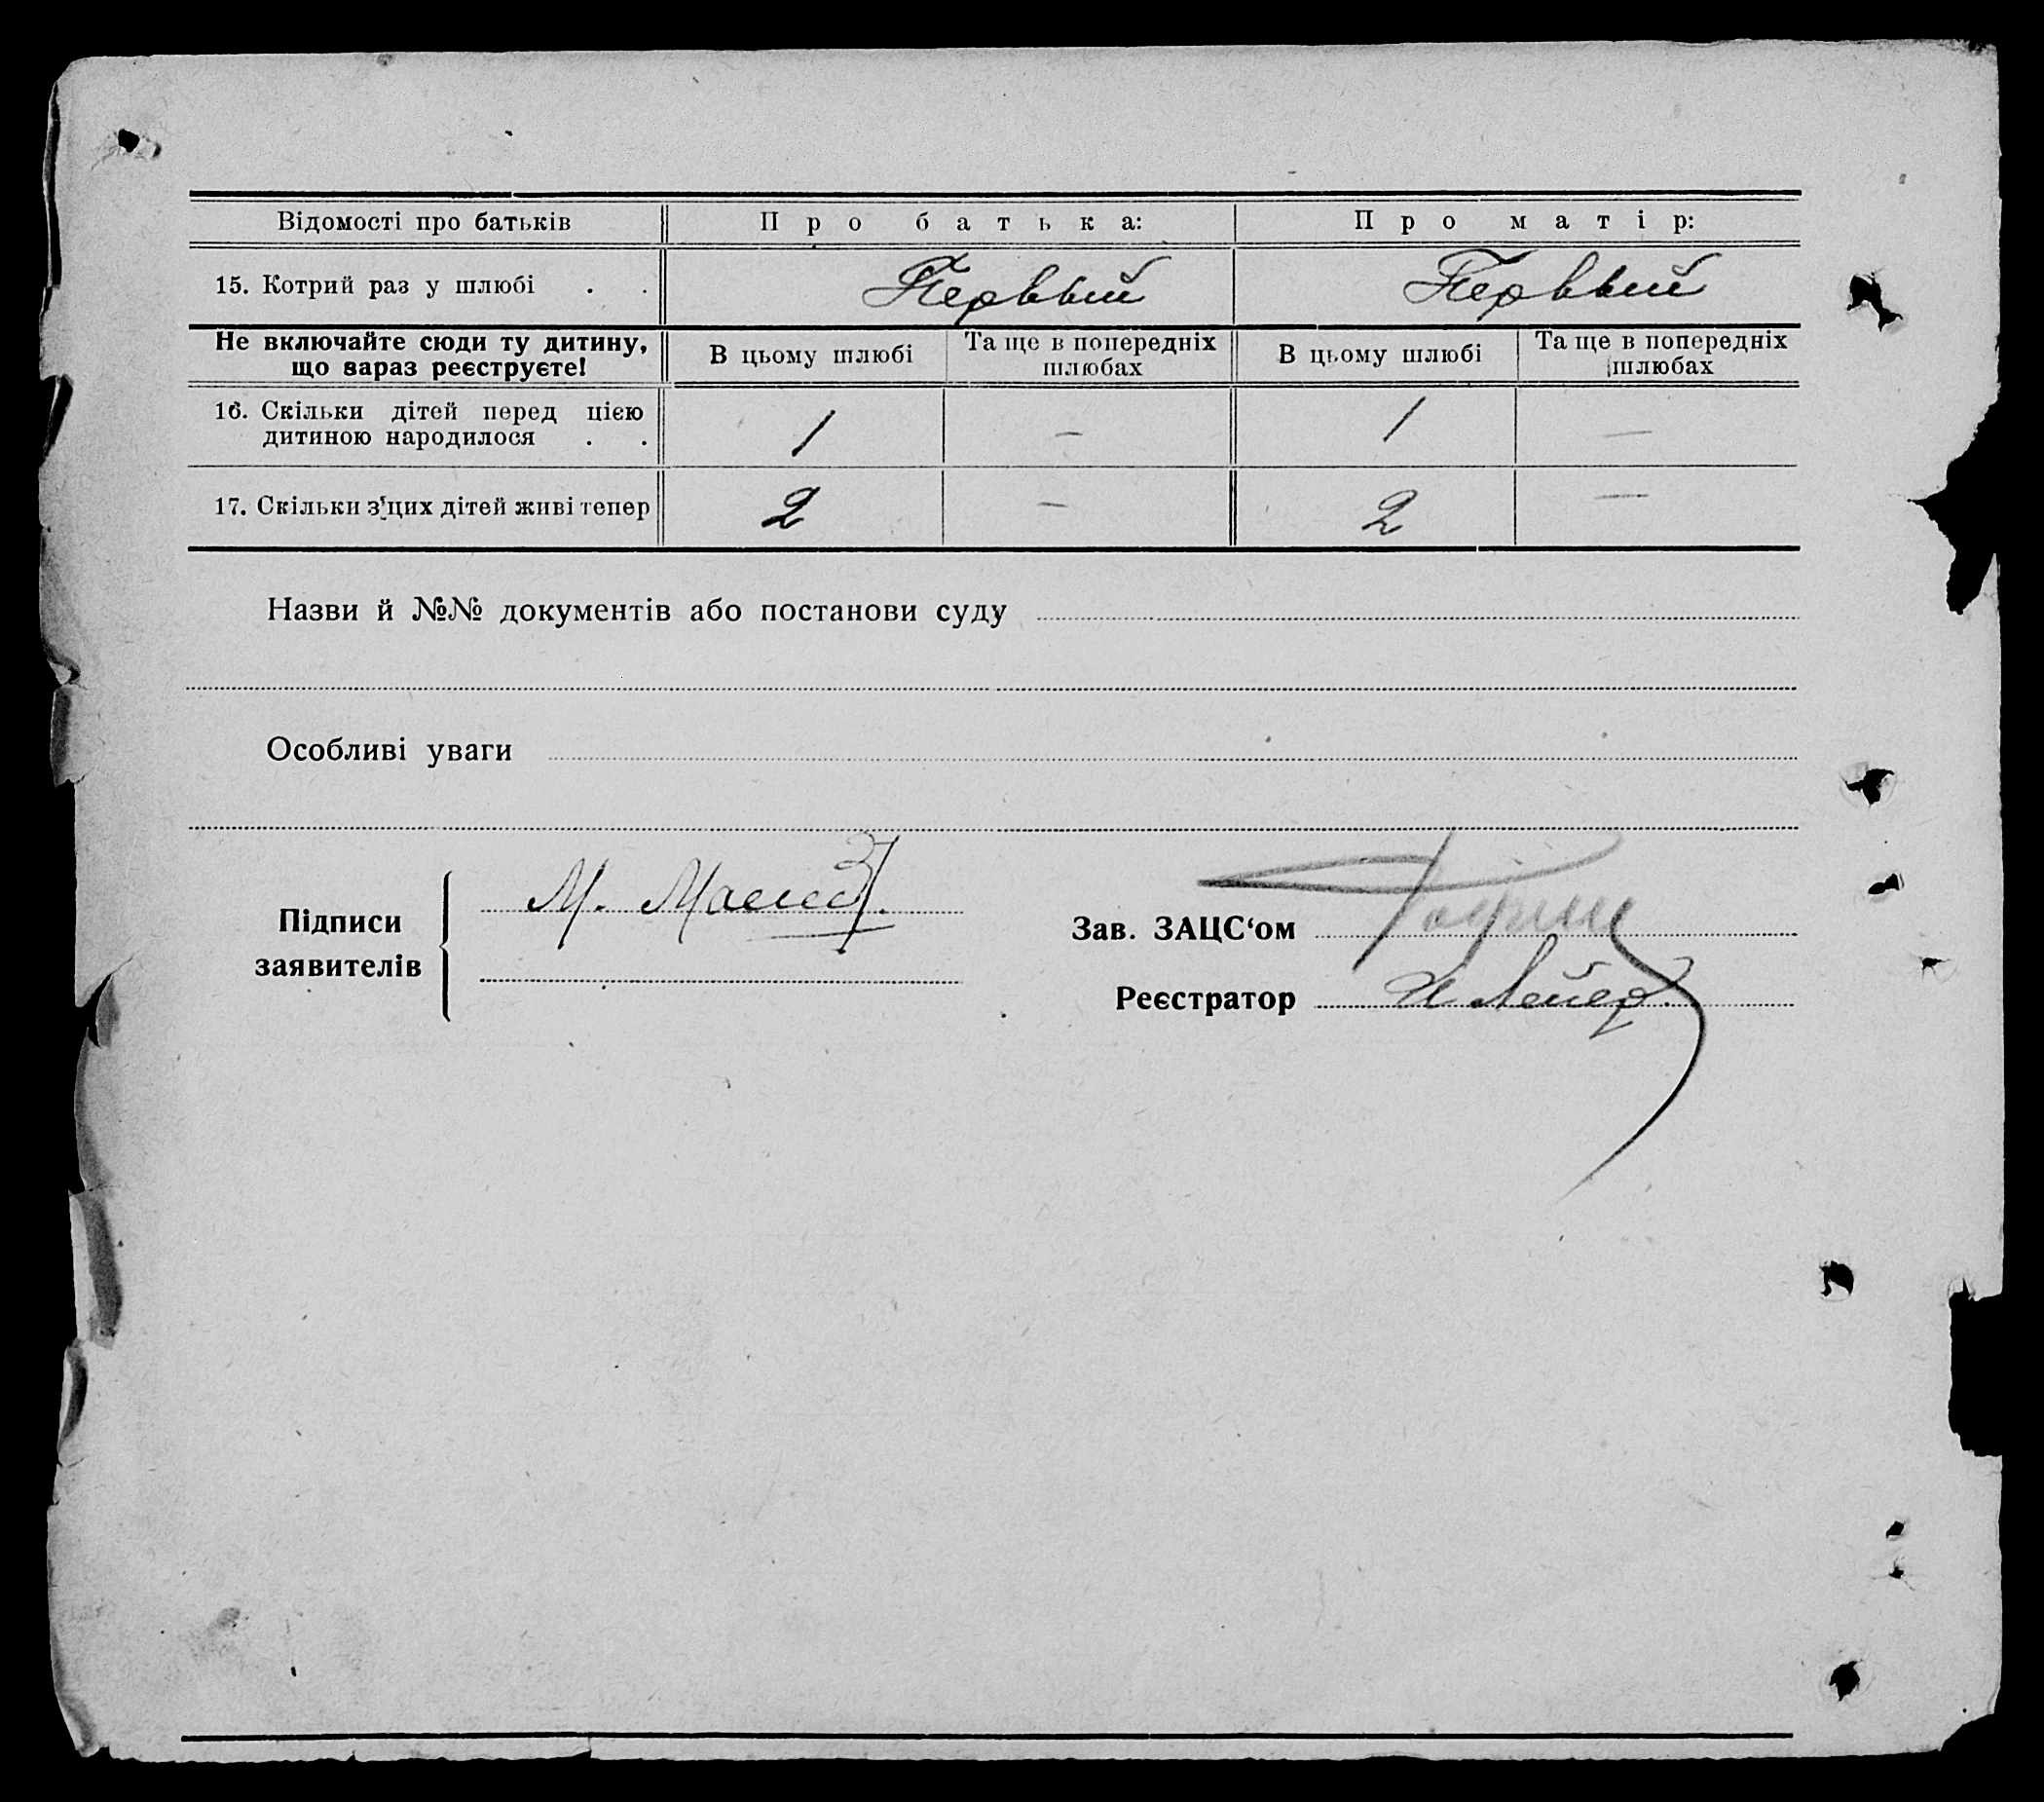 Відомості про батьків Про батька: Про матір:
15. Котрий раз у шлюбі . . Первый Первый
Не включайте сюди ту дитину, що зараз реєструєте! В цьому шлюбі Та ще в попередніх шлюбах В цьому шлюбі Та ще в попередніх шлюбах
16. Скільки дітей перед цією
дитиною народилося . . 1 — 1 —
17. Скільки з цих дітей живі тепер 2 — 2 —
Назви й №№ документів або постанови суду
Особливі уваги
Підписи
заявителів
М.
Зав. ЗАЦС‘ом
Реєстратор